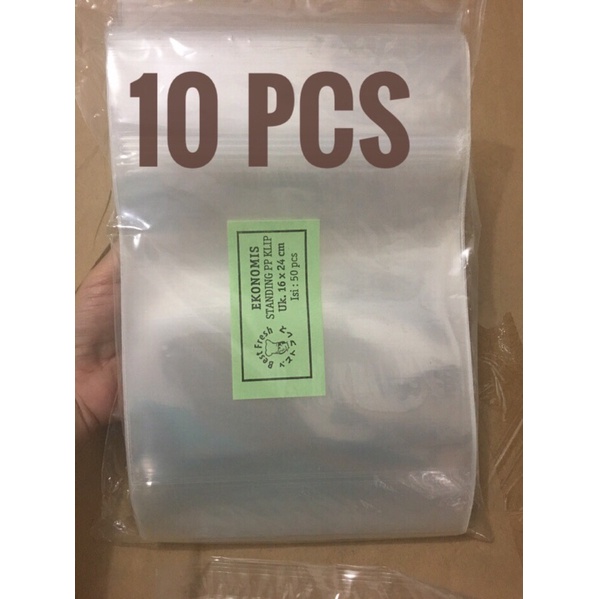 10 PCS
EKONOMIS
STANDING PP KLIP
Uk. 16 x 24 cm
Isi : 50 pcs
Best Fresh